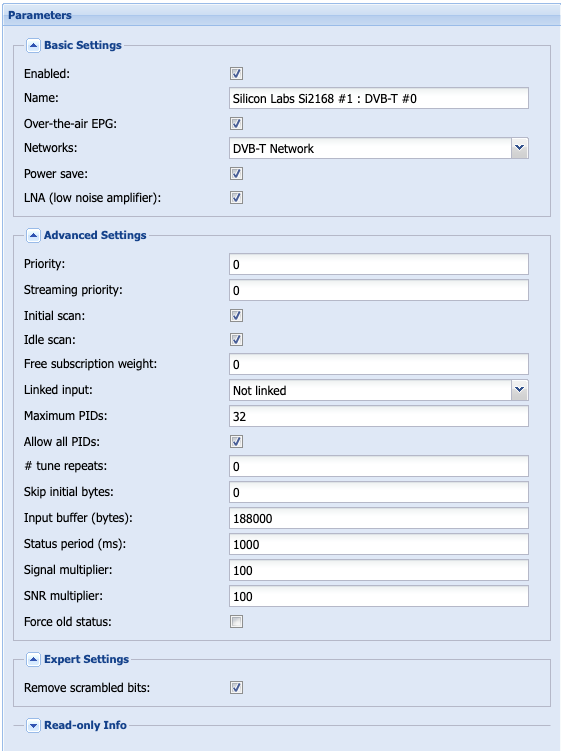 Parameters
Basic Settings
Enabled:
Name: Silicon Labs Si2168 #1 : DVB-T #0
Over-the-air EPG:
Networks: DVB-T Network
Power save:
LNA (low noise amplifier):
Advanced Settings
Priority: 0
Streaming priority: 0
Initial scan:
Idle scan:
Free subscription weight: 0
Linked input: Not linked
Maximum PIDs: 32
Allow all PIDs:
# tune repeats: 0
Skip initial bytes: 0
Input buffer (bytes): 188000
Status period (ms): 1000
Signal multiplier: 100
SNR multiplier: 100
Force old status:
Expert Settings
Remove scrambled bits:
Read-only Info